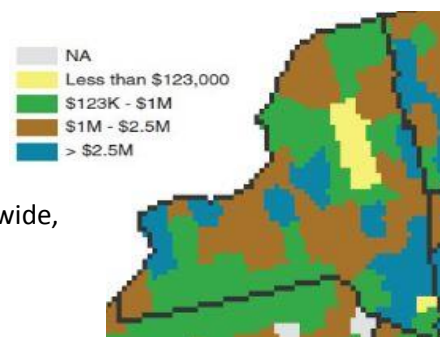 NA
Less than $123,000
$123K - $1M
$1M - $2.5M
> $2.5M
wide,